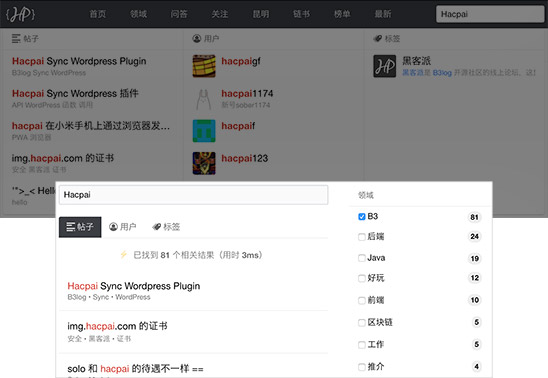 {HP} 首页 领域 问答 关注 昆明 链书 榜单 最新 Hacpai
帖子
Hacpai Sync Wordpress Plugin
B3log Sync WordPress
Hacpai Sync Wordpress 插件
API WordPress 函数 调用
hacpai 在小米手机上通过浏览器发...
PWA 浏览器
img.hacpai.com 的证书
安全 黑客派 证书
'">_< Hello
hello
用户
hacpaigf
hacpai1174
新号sober1174
hacpaif
hacpai123
标签
HP
黑客派
黑客派是 B3log 开源社区的线上论坛，这
Hacpai
帖子 用户 标签
已找到 81 个相关结果（用时 3ms）
Hacpai Sync Wordpress Plugin
B3log • Sync • WordPress
img.hacpai.com 的证书
安全 • 黑客派 • 证书
solo 和 hacpai 的待遇不一样 ==
领域
B3 81
后端 24
Java 19
好玩 12
前端 10
区块链 5
工作 5
推介 4